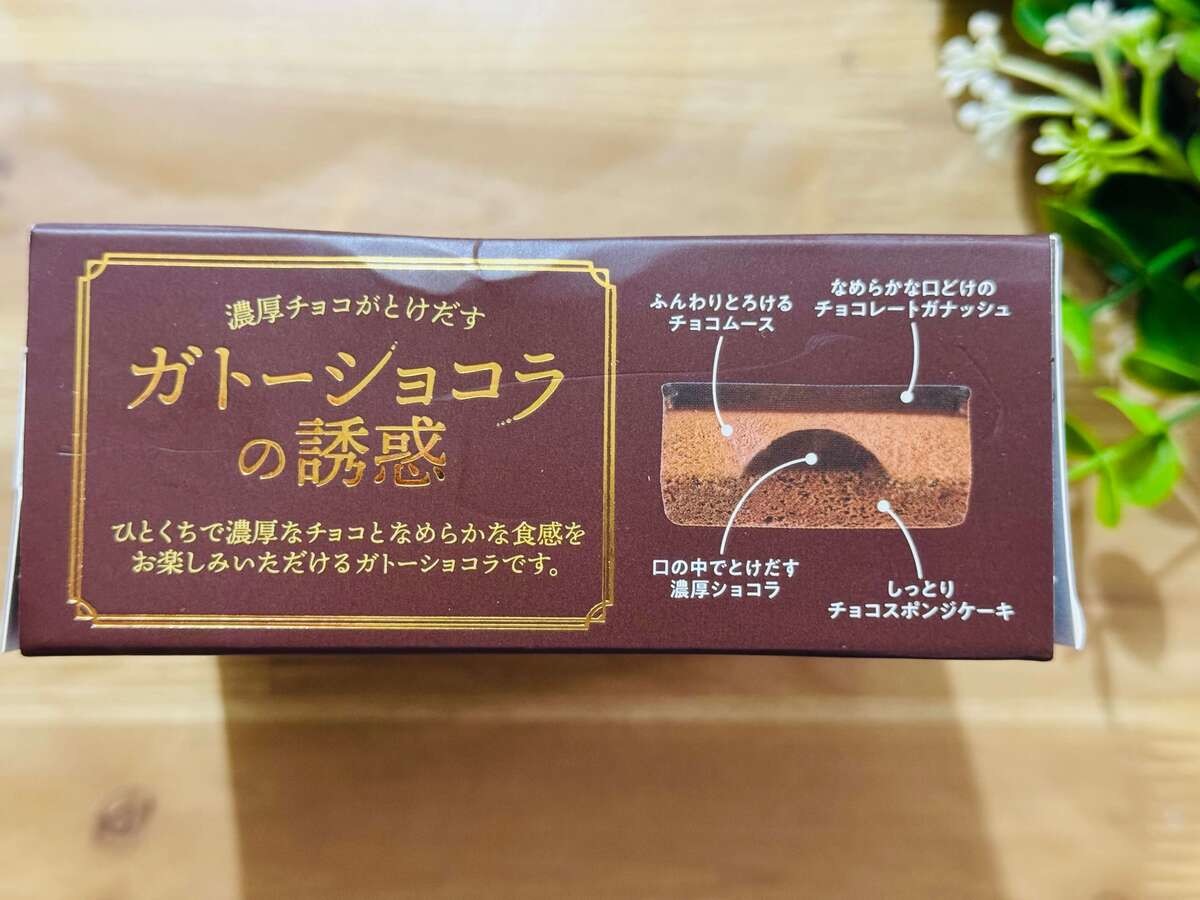 濃厚チョコがとけだす
ガトーショコラ
の誘惑
ひとくちで濃厚なチョコとなめらかな食感を
お楽しみいただけるガトーショコラです。
ふんわりとろける
チョコムース
なめらかな口どけの
チョコレートガナッシュ
口の中でとけだす
濃厚ショコラ
しっとり
チョコスポンジケーキ